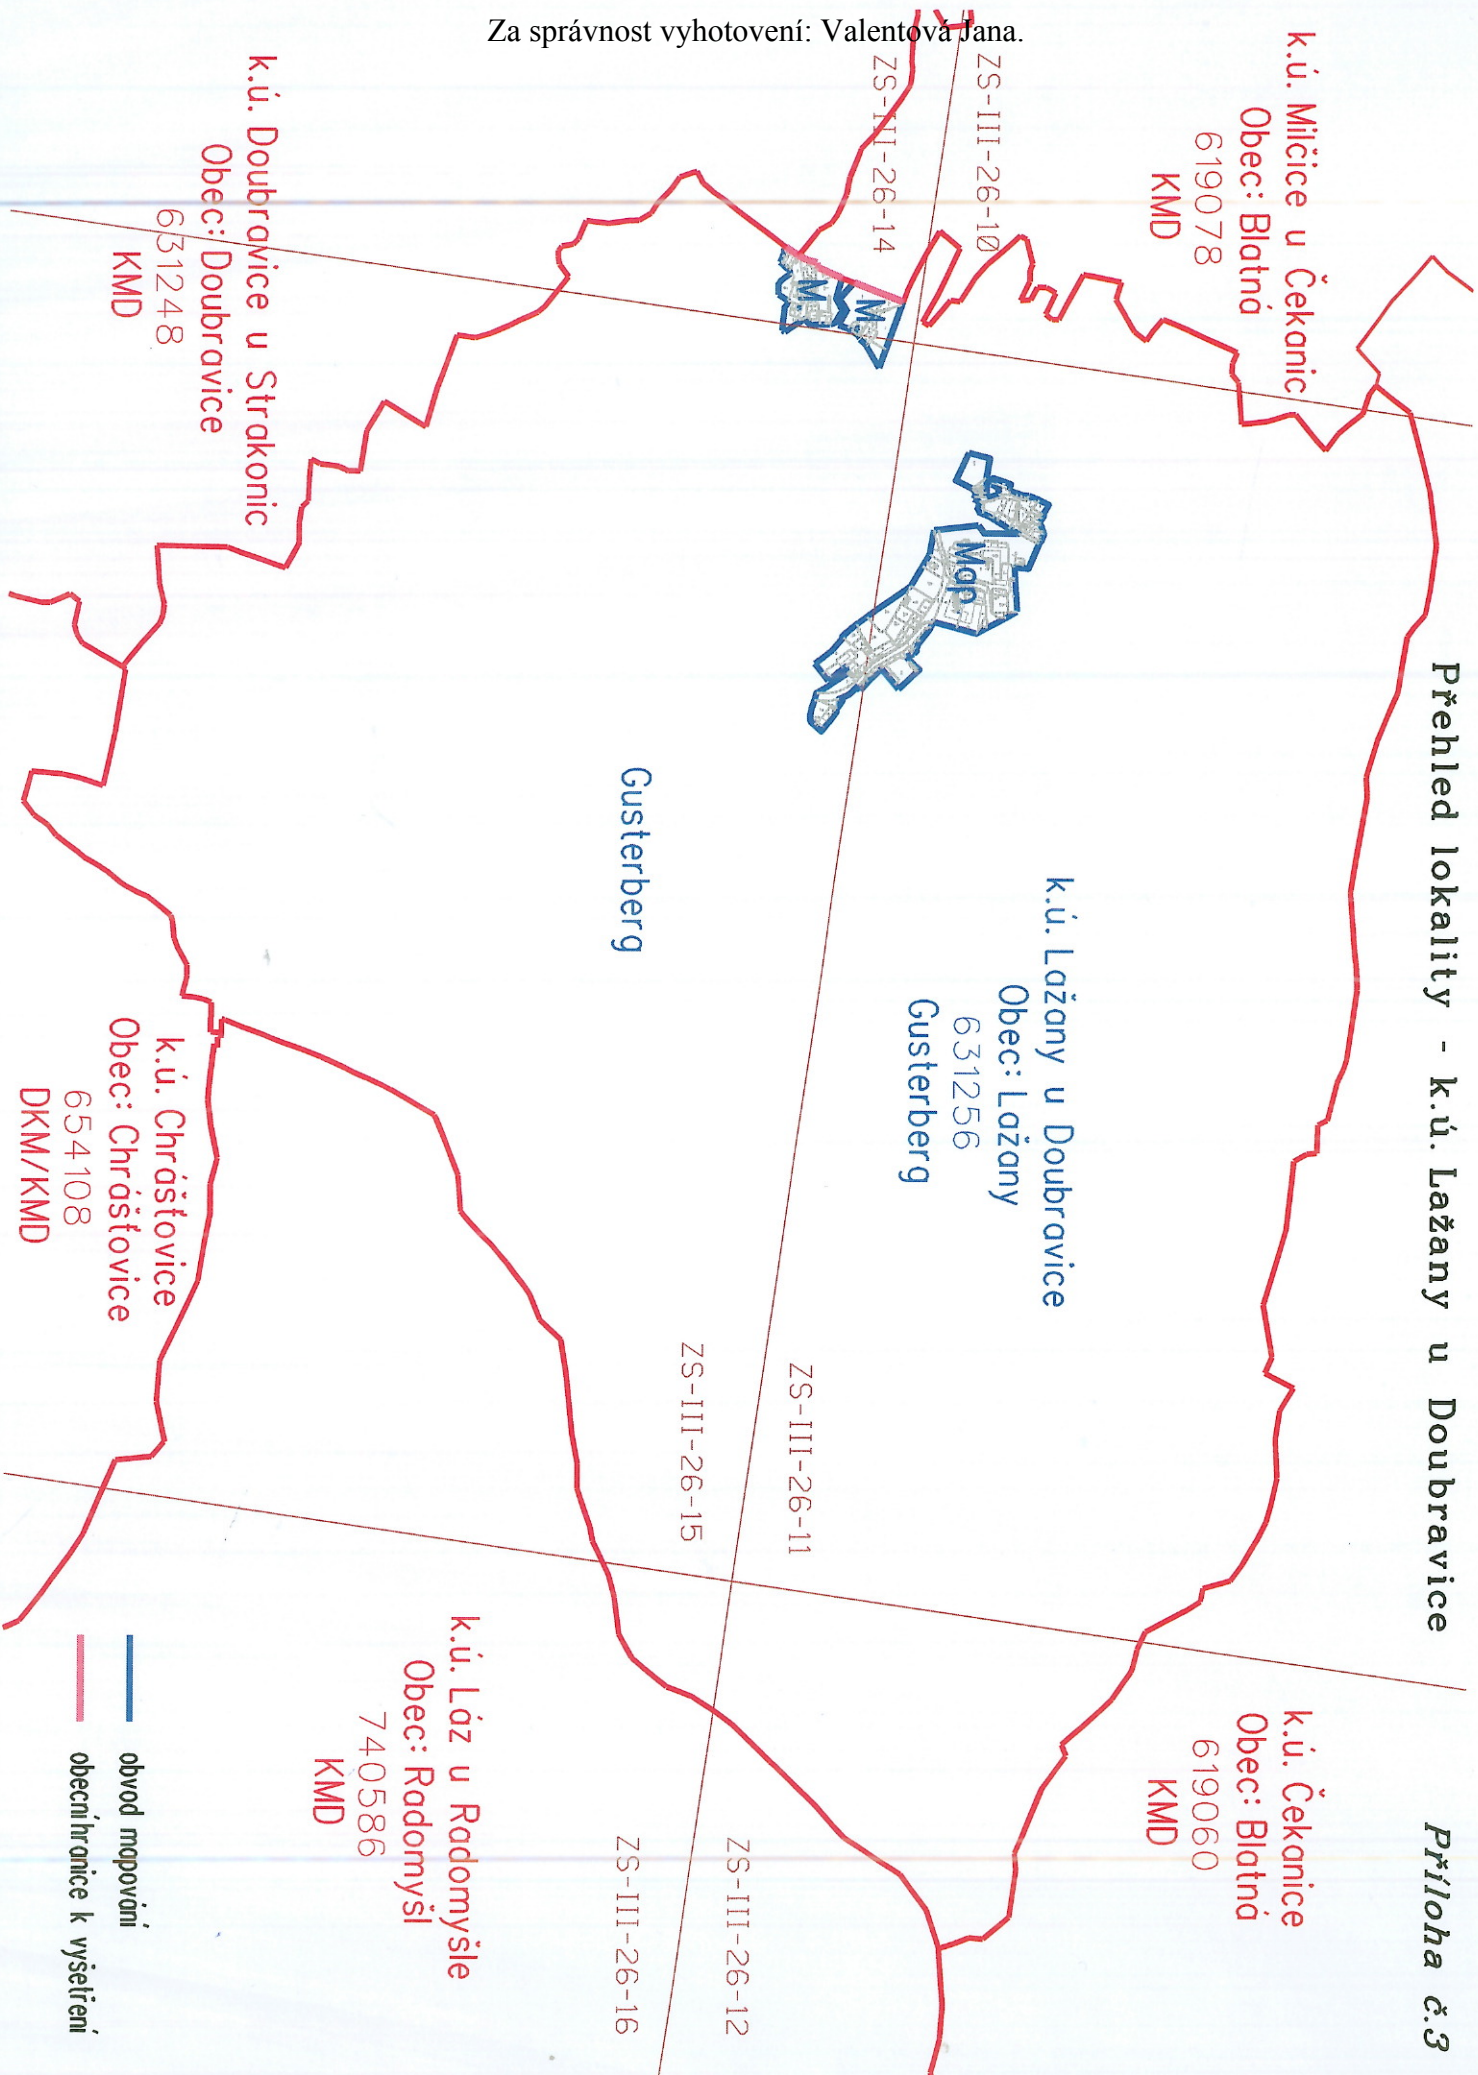 Za správnost vyhotovení: Valentová Jana.
Přehled lokality - k.ú. Lažany u Doubravice
Příloha č.3
k.ú. Milčice u Čekanic
Obec: Blatná
619078
KMD
ZS-III-26-10
ZS-III-26-14
k.ú. Doubravice u Strakonic
Obec: Doubravice
631248
KMD
M.
M.
Map
k.ú. Lažany u Doubravice
Obec: Lažany
631256
Gusterberg
Gusterberg
ZS-III-26-11
ZS-III-26-15
k.ú. Chrášťovice
Obec: Chrášťovice
654108
DKM/KMD
k.ú. Čekanice
Obec: Blatná
619060
KMD
ZS-III-26-12
ZS-III-26-16
k.ú. Láz u Radomyšle
Obec: Radomyšl
740586
KMD
obvod mapování
obecní hranice k vyšetření